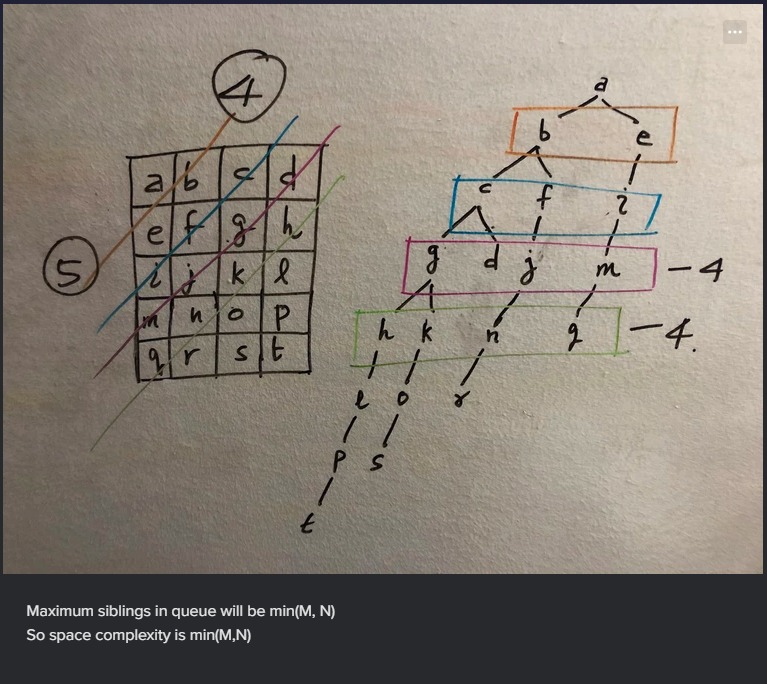 4
5
a b c d
e f g h
i j k l
m n o p
q r s t
a
b e
c f i
g d j m - 4
h k n q - 4.
l o r
p s
t
Maximum siblings in queue will be min(M, N)
So space complexity is min(M,N)